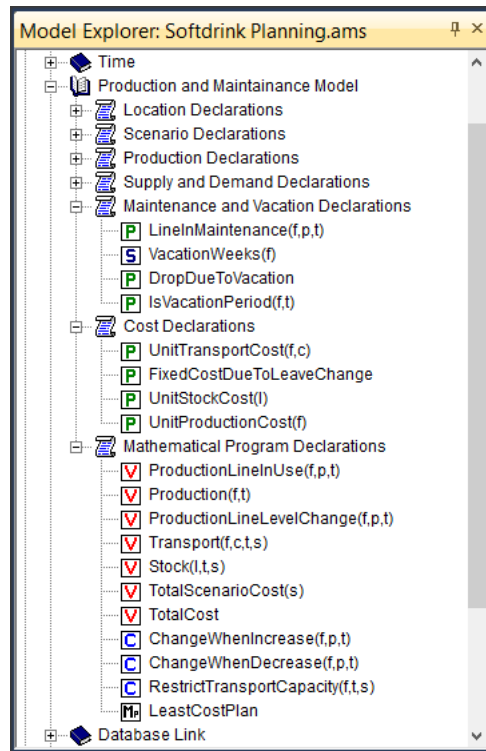 Model Explorer: Softdrink Planning.ams
Time
Production and Maintainance Model
Location Declarations
Scenario Declarations
Production Declarations
Supply and Demand Declarations
Maintenance and Vacation Declarations
P LineInMaintenance(f,p,t)
S VacationWeeks(f)
P DropDueToVacation
P IsVacationPeriod(f,t)
Cost Declarations
P UnitTransportCost(f,c)
P FixedCostDueToLeaveChange
P UnitStockCost(l)
P UnitProductionCost(f)
Mathematical Program Declarations
V ProductionLineInUse(f,p,t)
V Production(f,t)
V ProductionLineLevelChange(f,p,t)
V Transport(f,c,t,s)
V Stock(l,t,s)
V TotalScenarioCost(s)
V TotalCost
C ChangeWhenIncrease(f,p,t)
C ChangeWhenDecrease(f,p,t)
C RestrictTransportCapacity(f,t,s)
MP LeastCostPlan
Database Link